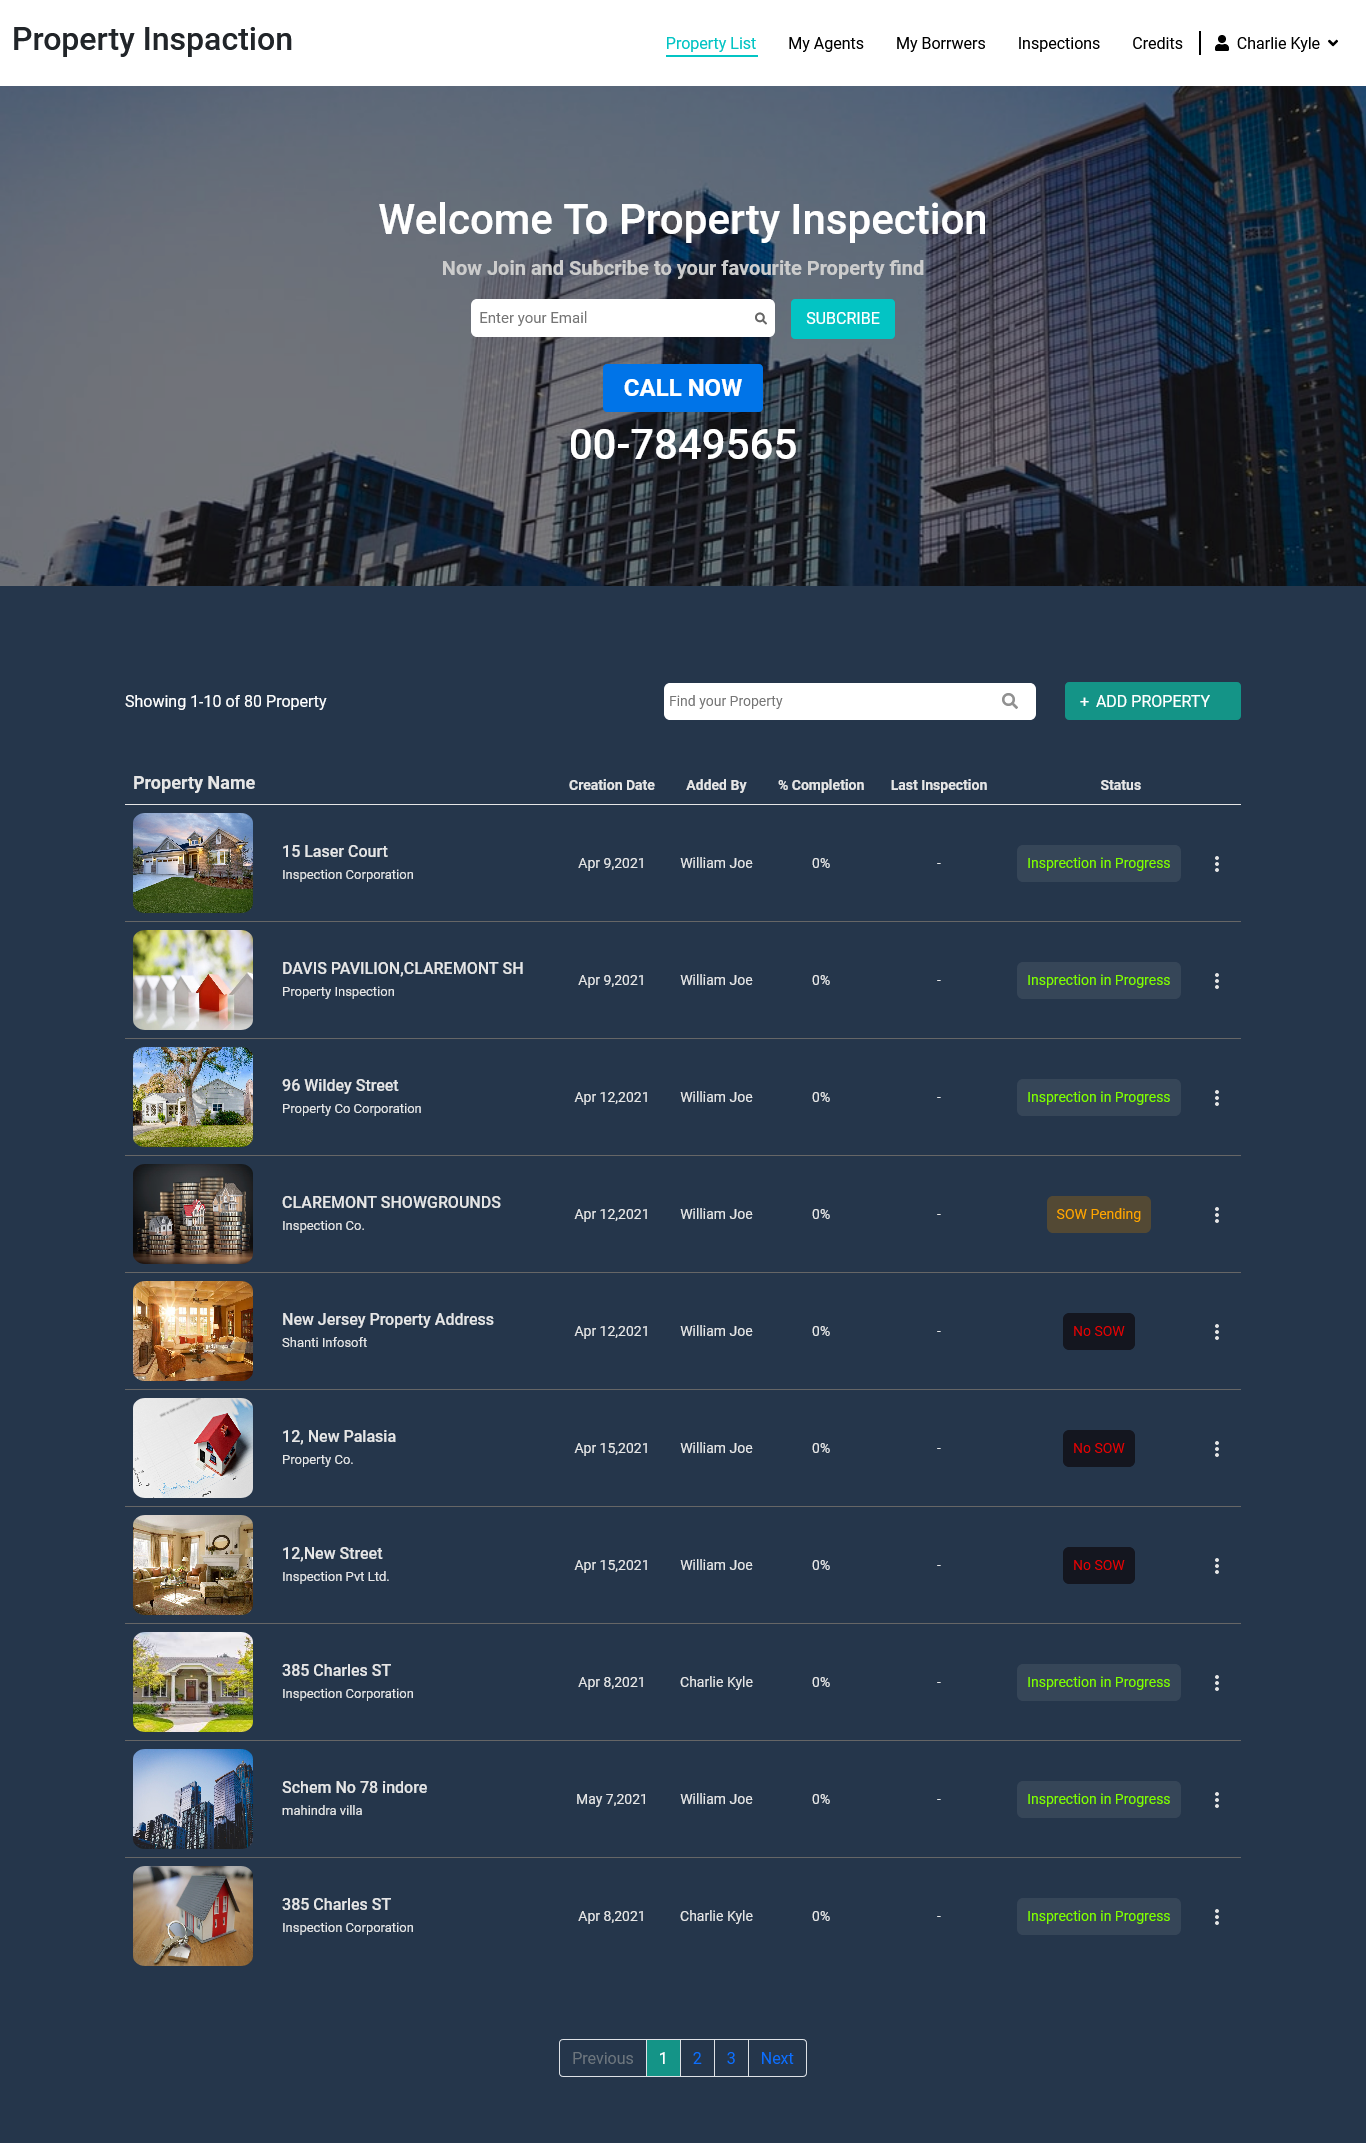 Property Inspaction
Property List My Agents My Borrwers Inspections Credits Charlie Kyle
Welcome To Property Inspection
Now Join and Subcribe to your favourite Property find
Enter your Email SUBCRIBE
CALL NOW
00-7849565
Showing 1-10 of 80 Property Find your Property + ADD PROPERTY
Property Name Creation Date Added By % Completion Last Inspection Status
15 Laser Court
Inspection Corporation
Apr 9,2021 William Joe 0% - Insprection in Progress
DAVIS PAVILION,CLAREMONT SH
Property Inspection
Apr 9,2021 William Joe 0% - Insprection in Progress
96 Wildey Street
Property Co Corporation
Apr 12,2021 William Joe 0% - Insprection in Progress
CLAREMONT SHOWGROUNDS
Inspection Co.
Apr 12,2021 William Joe 0% - SOW Pending
New Jersey Property Address
Shanti Infosoft
Apr 12,2021 William Joe 0% - No SOW
12, New Palasia
Property Co.
Apr 15,2021 William Joe 0% - No SOW
12,New Street
Inspection Pvt Ltd.
Apr 15,2021 William Joe 0% - No SOW
385 Charles ST
Inspection Corporation
Apr 8,2021 Charlie Kyle 0% - Insprection in Progress
Schem No 78 indore
mahindra villa
May 7,2021 William Joe 0% - Insprection in Progress
385 Charles ST
Inspection Corporation
Apr 8,2021 Charlie Kyle 0% - Insprection in Progress
Previous 1 2 3 Next